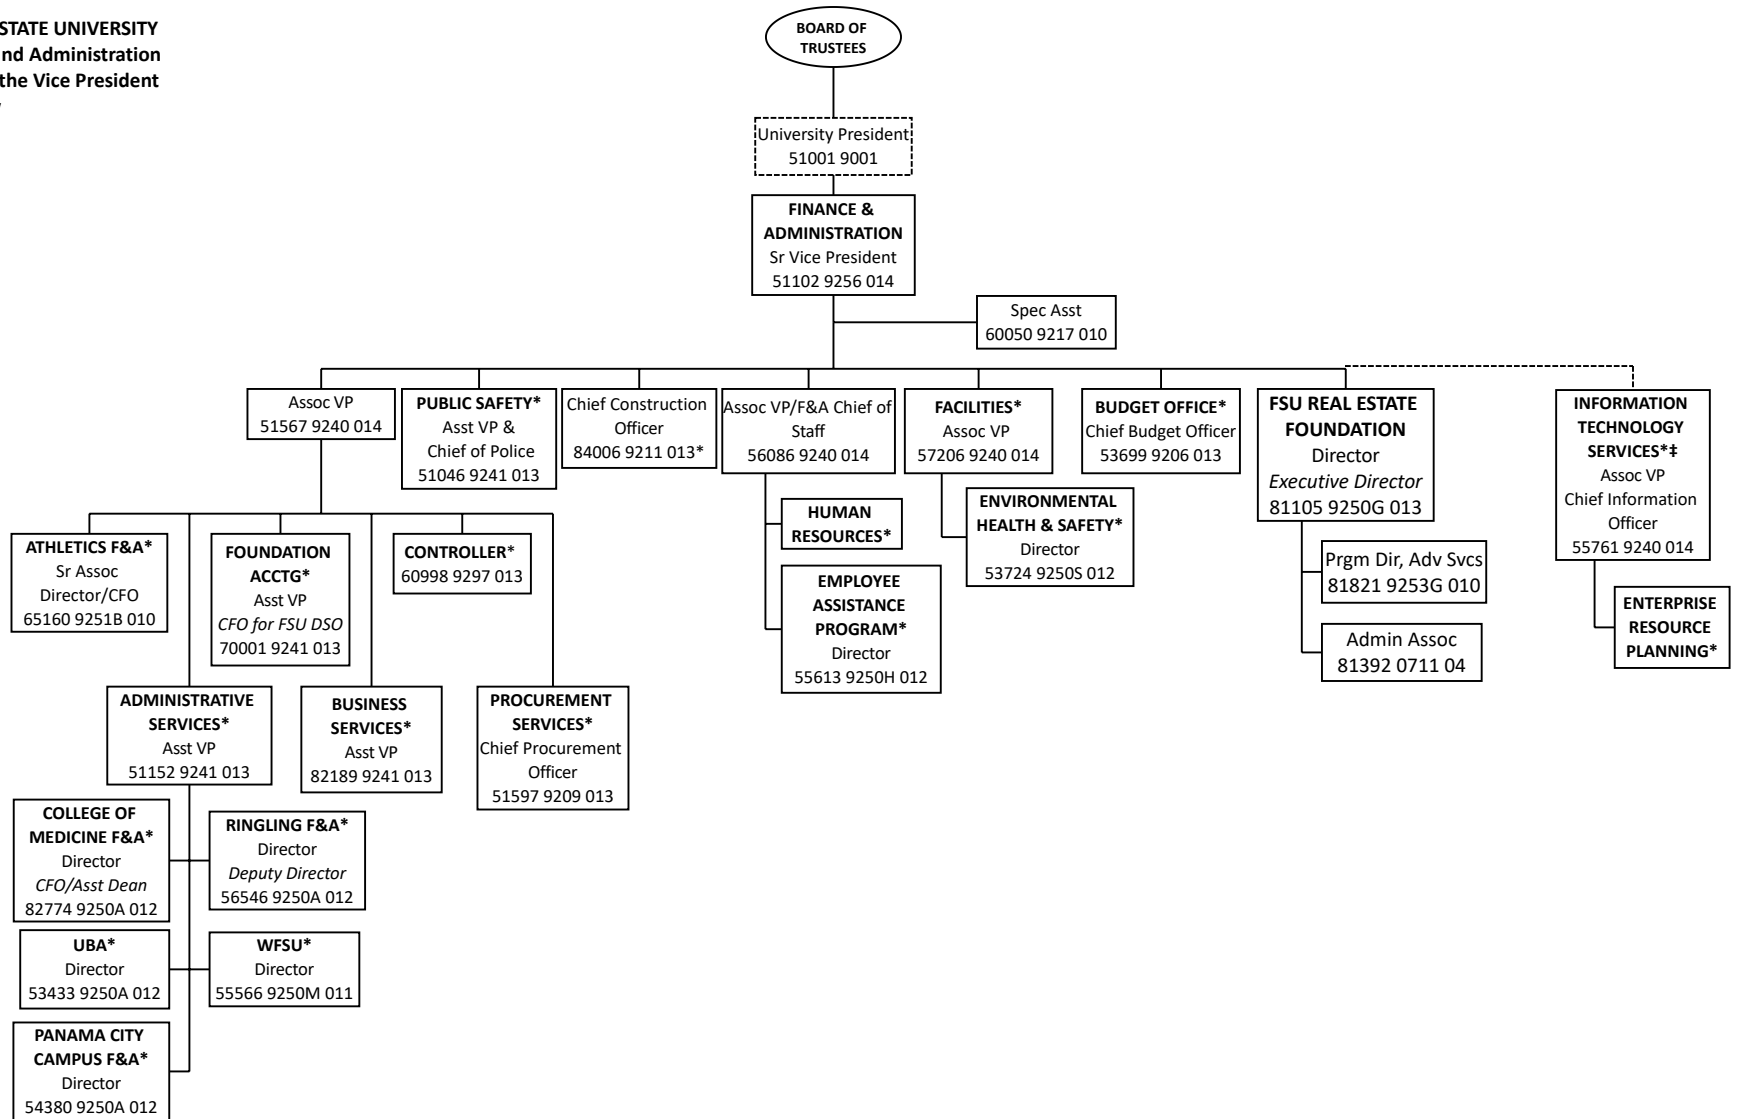 STATE UNIVERSITY
nd Administration
the Vice President
BOARD OF
TRUSTEES
University President
51001 9001
FINANCE &
ADMINISTRATION
Sr Vice President
51102 9256 014
Spec Asst
60050 9217 010
Assoc VP
51567 9240 014
PUBLIC SAFETY*
Asst VP &
Chief of Police
51046 9241 013
Chief Construction
Officer
84006 9211 013*
Assoc VP/F&A Chief of
Staff
56086 9240 014
FACILITIES*
Assoc VP
57206 9240 014
BUDGET OFFICE*
Chief Budget Officer
53699 9206 013
FSU REAL ESTATE
FOUNDATION
Director
Executive Director
81105 9250G 013
INFORMATION
TECHNOLOGY
SERVICES*‡
Assoc VP
Chief Information
Officer
55761 9240 014
HUMAN
RESOURCES*
EMPLOYEE
ASSISTANCE
PROGRAM*
Director
55613 9250H 012
ENVIRONMENTAL
HEALTH & SAFETY*
Director
53724 9250S 012
Prgm Dir, Adv Svcs
81821 9253G 010
Admin Assoc
81392 0711 04
ENTERPRISE
RESOURCE
PLANNING*
ATHLETICS F&A*
Sr Assoc
Director/CFO
65160 9251B 010
FOUNDATION
ACCTG*
Asst VP
CFO for FSU DSO
70001 9241 013
CONTROLLER*
60998 9297 013
ADMINISTRATIVE
SERVICES*
Asst VP
51152 9241 013
BUSINESS
SERVICES*
Asst VP
82189 9241 013
PROCUREMENT
SERVICES*
Chief Procurement
Officer
51597 9209 013
COLLEGE OF
MEDICINE F&A*
Director
CFO/Asst Dean
82774 9250A 012
RINGLING F&A*
Director
Deputy Director
56546 9250A 012
UBA*
Director
53433 9250A 012
WFSU*
Director
55566 9250M 011
PANAMA CITY
CAMPUS F&A*
Director
54380 9250A 012